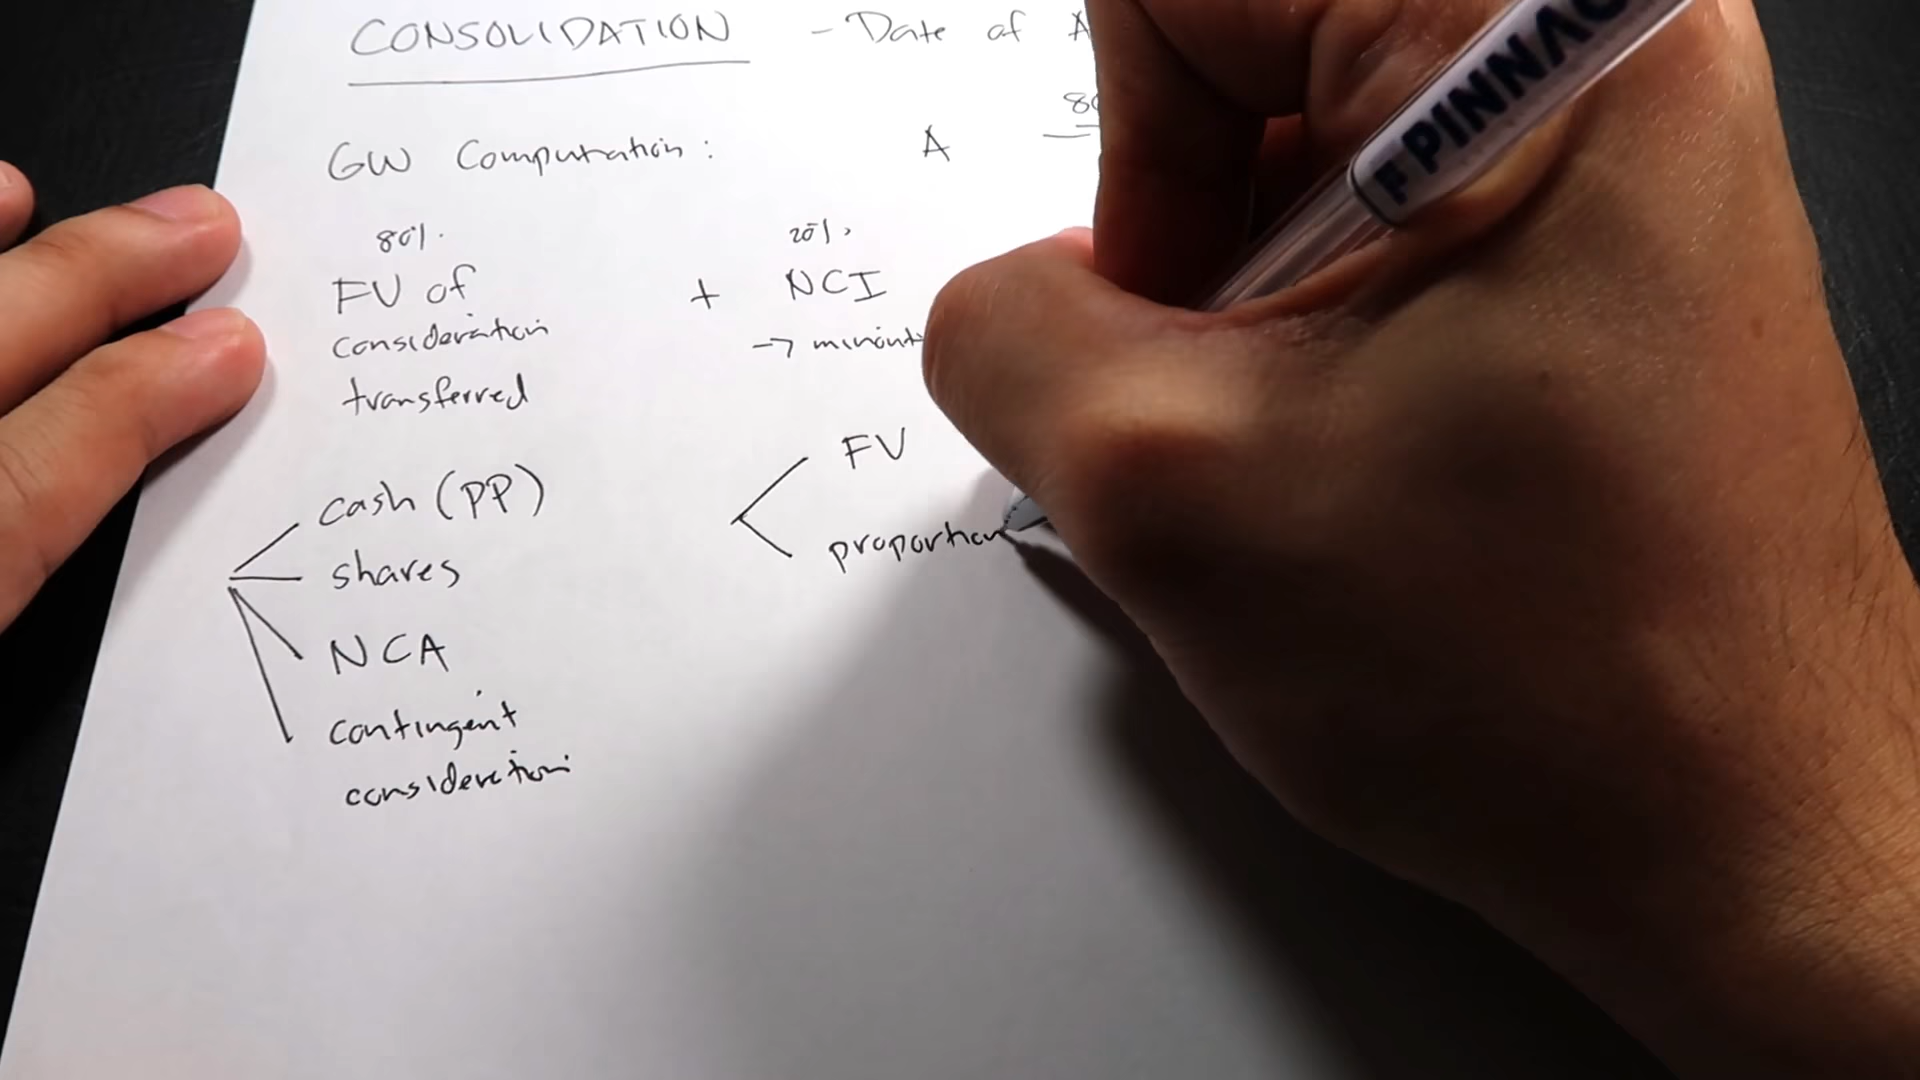 CONSOLIDATION - Date of A
80
GW Computation : A
80% 20%
FV of + NCI
consideration → minority
transferred
FV
cash (PP)
proportion
shares
NCA
contingent
consideration
PINNAC